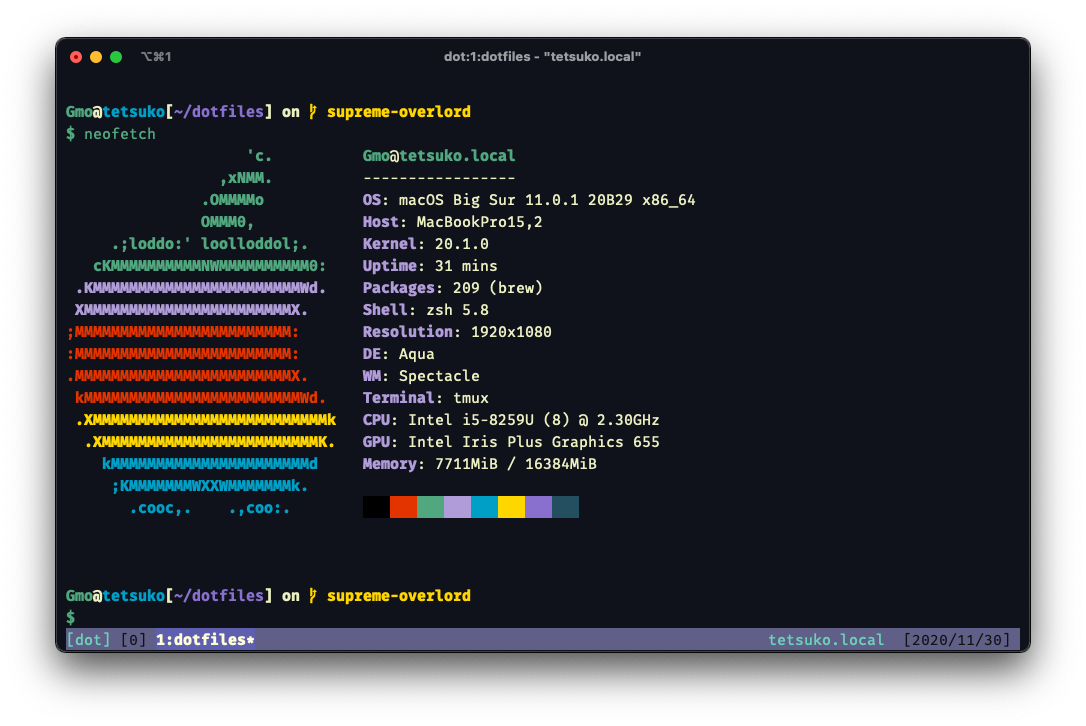 ⌥⌘1 dot:1:dotfiles - "tetsuko.local"
Gmo@tetsuko[~/dotfiles] on supreme-overlord
$ neofetch
                    'c.          Gmo@tetsuko.local
                 ,xNMM.          -----------------
               .OMMMMo           OS: macOS Big Sur 11.0.1 20B29 x86_64
               OMMM0,            Host: MacBookPro15,2
     .;loddo:' loolloddol;.      Kernel: 20.1.0
   cKMMMMMMMMMMNWMMMMMMMMMM0:    Uptime: 31 mins
 .KMMMMMMMMMMMMMMMMMMMMMMMWd.    Packages: 209 (brew)
 XMMMMMMMMMMMMMMMMMMMMMMMX.      Shell: zsh 5.8
;MMMMMMMMMMMMMMMMMMMMMMMM:       Resolution: 1920x1080
:MMMMMMMMMMMMMMMMMMMMMMMM:       DE: Aqua
.MMMMMMMMMMMMMMMMMMMMMMMMX.      WM: Spectacle
 kMMMMMMMMMMMMMMMMMMMMMMMMWd.    Terminal: tmux
 .XMMMMMMMMMMMMMMMMMMMMMMMMMMk   CPU: Intel i5-8259U (8) @ 2.30GHz
  .XMMMMMMMMMMMMMMMMMMMMMMMMK.   GPU: Intel Iris Plus Graphics 655
    kMMMMMMMMMMMMMMMMMMMMMMd     Memory: 7711MiB / 16384MiB
     ;KMMMMMMMWXXWMMMMMMMk.
       .cooc,.    .,coo:.
Gmo@tetsuko[~/dotfiles] on supreme-overlord
$
[dot] [0] 1:dotfiles* tetsuko.local [2020/11/30]